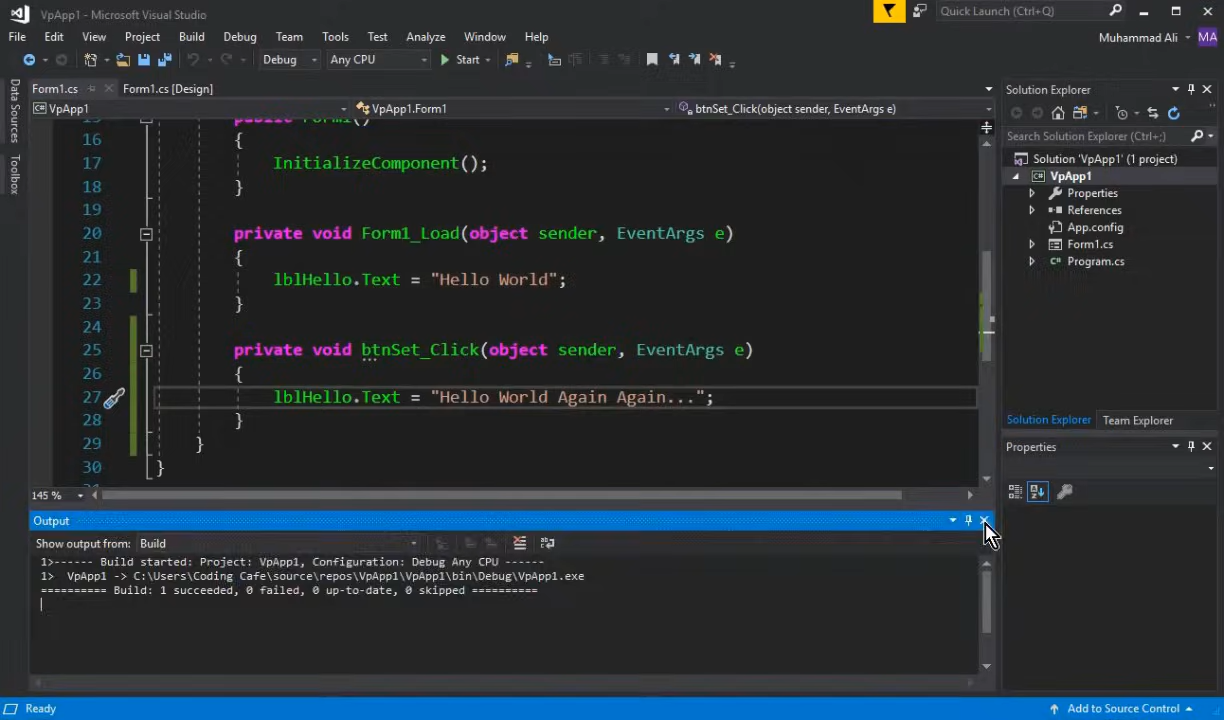 VpApp1 - Microsoft Visual Studio
Quick Launch (Ctrl+Q)
File Edit View Project Build Debug Team Tools Test Analyze Window Help
Muhammad Ali MA
Debug Any CPU Start
Form1.cs Form1.cs [Design]
VpApp1 VpApp1.Form1 btnSet_Click(object sender, EventArgs e)
Data Sources
Toolbox
15 public Form1()
16 {
17 InitializeComponent();
18 }
19
20 private void Form1_Load(object sender, EventArgs e)
21 {
22 lblHello.Text = "Hello World";
23 }
24
25 private void btnSet_Click(object sender, EventArgs e)
26 {
27 lblHello.Text = "Hello World Again Again...";
28 }
29 }
30 }
145 %
Output
Show output from: Build
1>------ Build started: Project: VpApp1, Configuration: Debug Any CPU ------
1> VpApp1 -> C:\Users\Coding Cafe\source\repos\VpApp1\VpApp1\bin\Debug\VpApp1.exe
========== Build: 1 succeeded, 0 failed, 0 up-to-date, 0 skipped ==========
Solution Explorer
Search Solution Explorer (Ctrl+;)
Solution 'VpApp1' (1 project)
C# VpApp1
Properties
References
App.config
Form1.cs
C# Program.cs
Solution Explorer Team Explorer
Properties
Ready
Add to Source Control